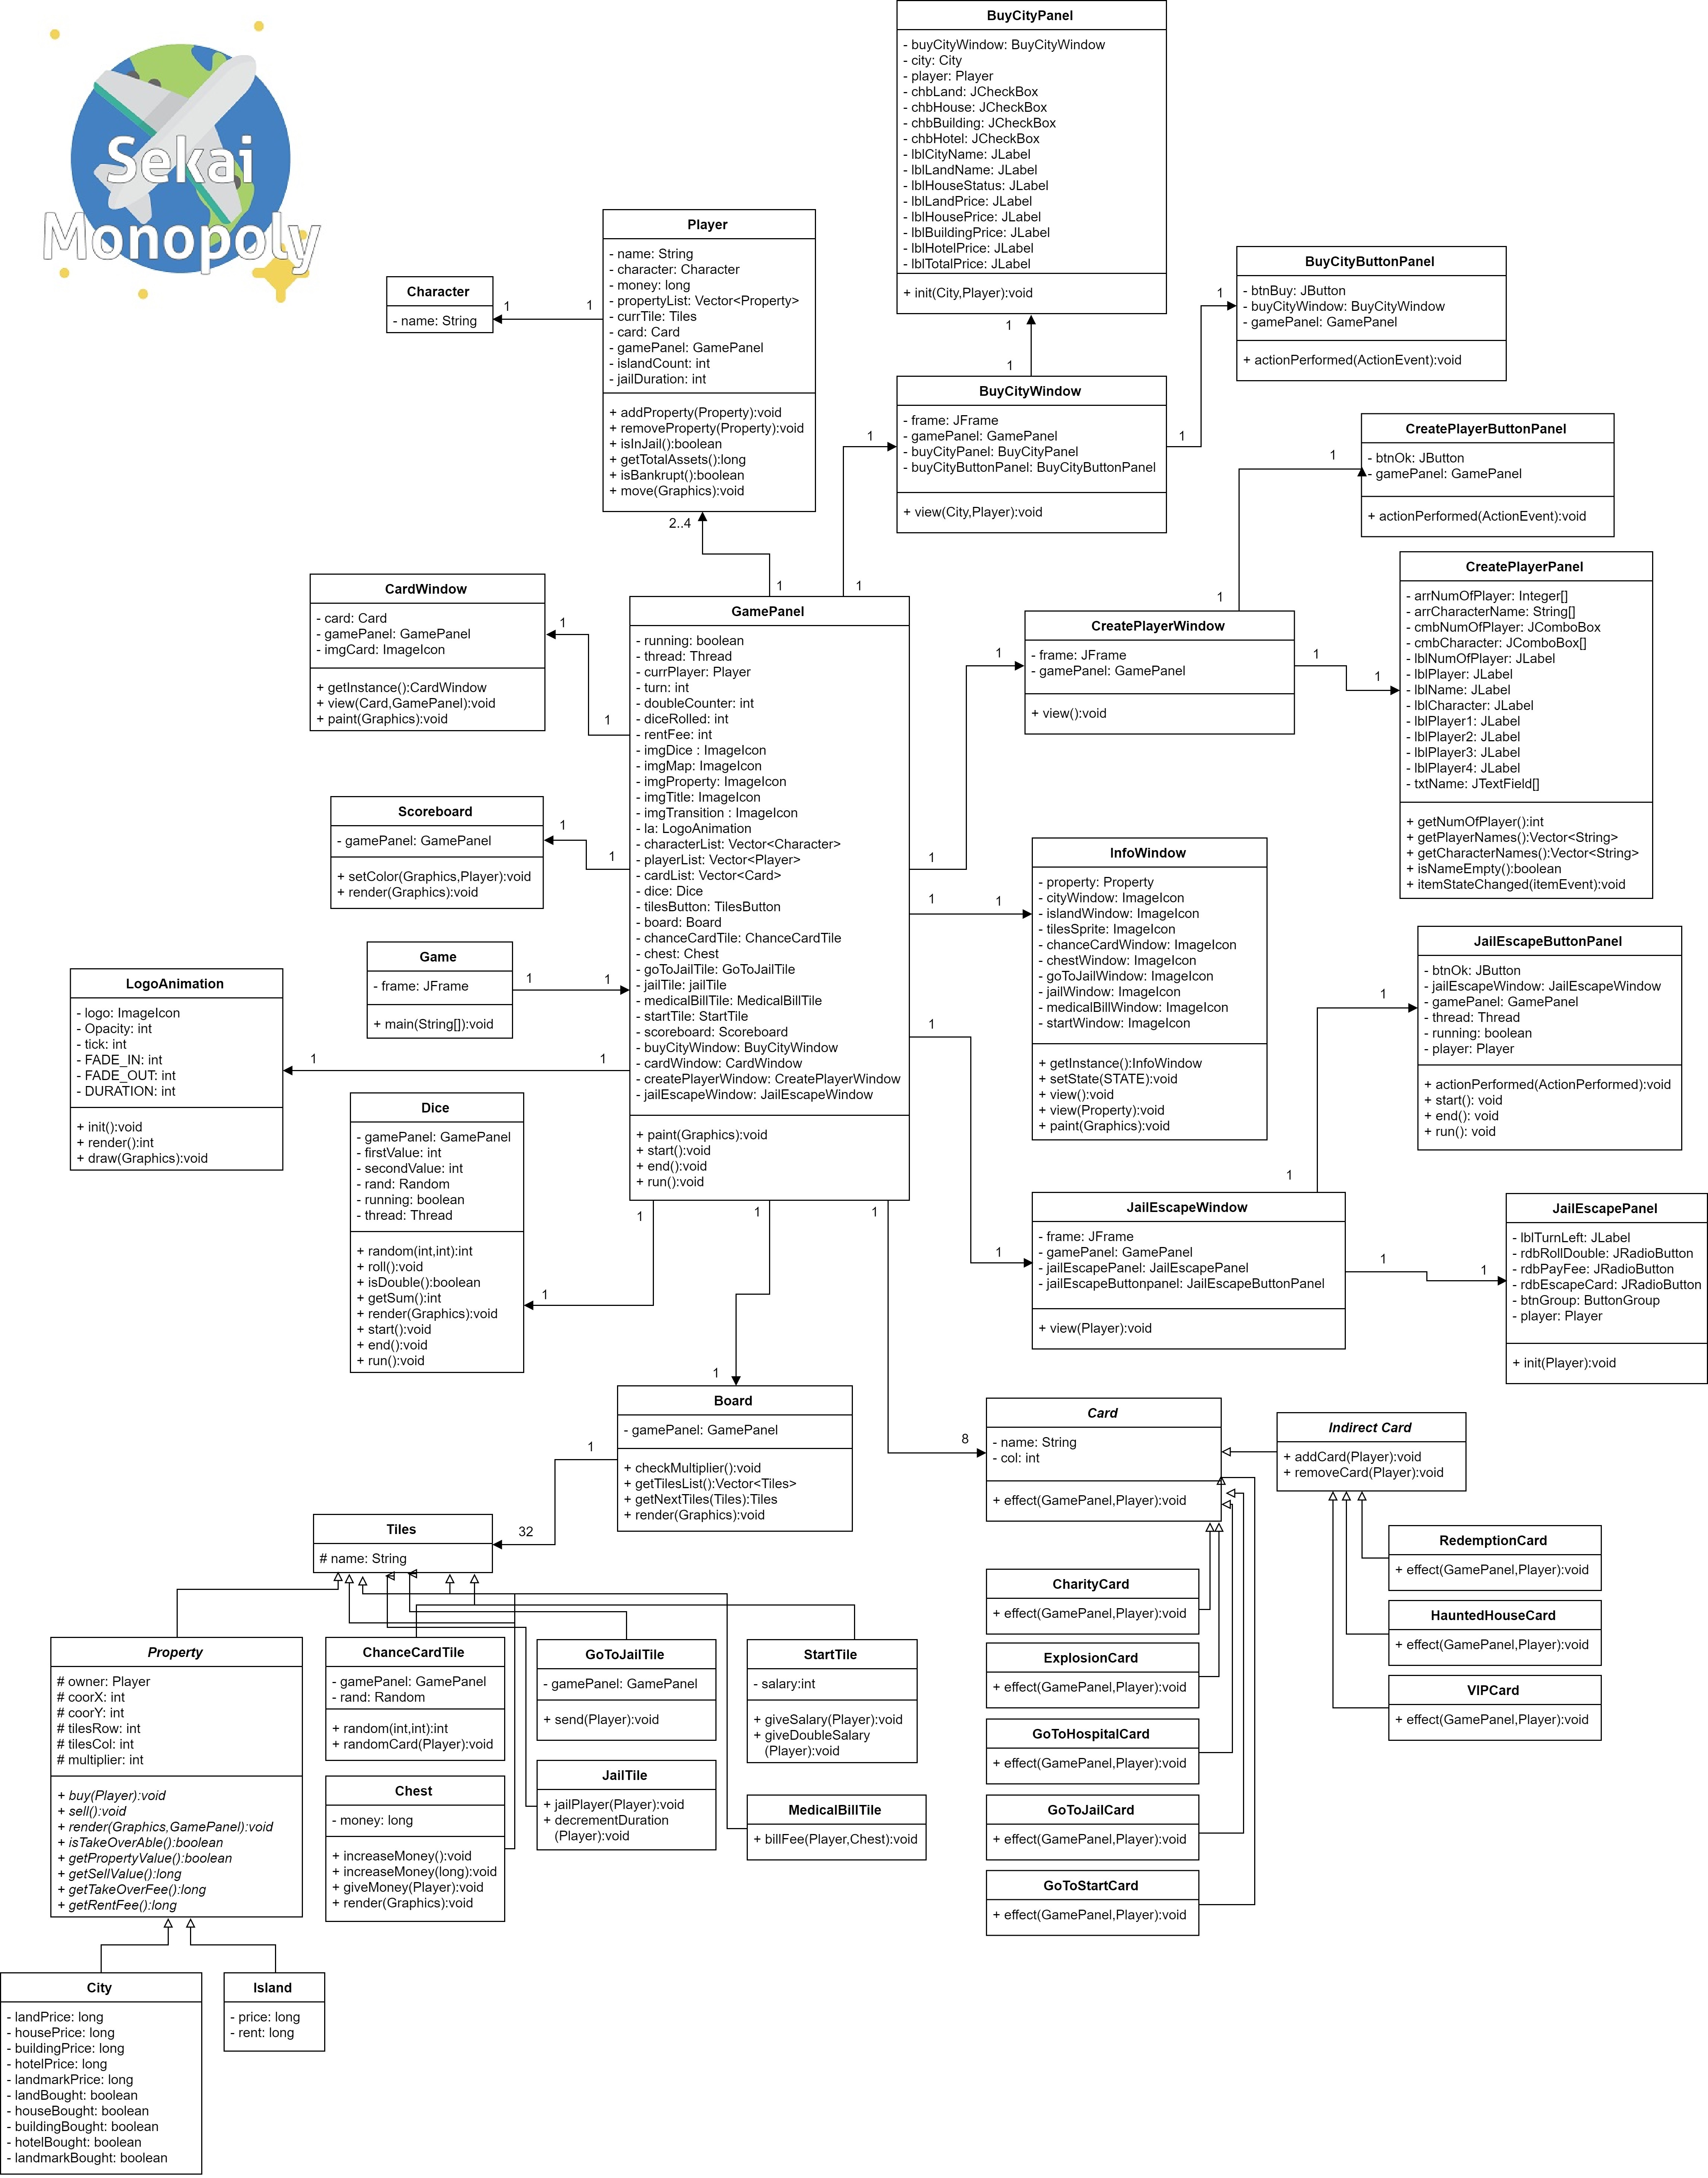 Sekai
Monopoly
BuyCityPanel
- buyCityWindow: BuyCityWindow
- city: City
- player: Player
- chbLand: JCheckBox
- chbHouse: JCheckBox
- chbBuilding: JCheckBox
- chbHotel: JCheckBox
- lblCityName: JLabel
- lblLandName: JLabel
- lblHouseStatus: JLabel
- lblLandPrice: JLabel
- lblHousePrice: JLabel
- lblBuildingPrice: JLabel
- lblHotelPrice: JLabel
- lblTotalPrice: JLabel
+ init(City,Player):void
1
1
Player
- name: String
- character: Character
- money: long
- propertyList: Vector<Property>
- currTile: Tiles
- card: Card
- gamePanel: GamePanel
- islandCount: int
- jailDuration: int
+ addProperty(Property):void
+ removeProperty(Property):void
+ isInJail():boolean
+ getTotalAssets():long
+ isBankrupt():boolean
+ move(Graphics):void
2..4
1
Character
- name: String
1
1
BuyCityButtonPanel
- btnBuy: JButton
- buyCityWindow: BuyCityWindow
- gamePanel: GamePanel
+ actionPerformed(ActionEvent):void
1
1
BuyCityWindow
- frame: JFrame
- gamePanel: GamePanel
- buyCityPanel: BuyCityPanel
- buyCityButtonPanel: BuyCityButtonPanel
+ view(City,Player):void
1
1
CreatePlayerButtonPanel
- btnOk: JButton
- gamePanel: GamePanel
+ actionPerformed(ActionEvent):void
1
1
CreatePlayerPanel
- arrNumOfPlayer: Integer[]
- arrCharacterName: String[]
- cmbNumOfPlayer: JComboBox
- cmbCharacter: JComboBox[]
- lblNumOfPlayer: JLabel
- lblPlayer: JLabel
- lblName: JLabel
- lblCharacter: JLabel
- lblPlayer1: JLabel
- lblPlayer2: JLabel
- lblPlayer3: JLabel
- lblPlayer4: JLabel
- txtName: JTextField[]
+ getNumOfPlayer():int
+ getPlayerNames():Vector<String>
+ getCharacterNames():Vector<String>
+ isNameEmpty():boolean
+ itemStateChanged(itemEvent):void
1
1
CreatePlayerWindow
- frame: JFrame
- gamePanel: GamePanel
+ view():void
1
1
CardWindow
- card: Card
- gamePanel: GamePanel
- imgCard: ImageIcon
+ getInstance():CardWindow
+ view(Card,GamePanel):void
+ paint(Graphics):void
1
1
GamePanel
- running: boolean
- thread: Thread
- currPlayer: Player
- turn: int
- doubleCounter: int
- diceRolled: int
- rentFee: int
- imgDice : ImageIcon
- imgMap: ImageIcon
- imgProperty: ImageIcon
- imgTitle: ImageIcon
- imgTransition : ImageIcon
- la: LogoAnimation
- characterList: Vector<Character>
- playerList: Vector<Player>
- cardList: Vector<Card>
- dice: Dice
- tilesButton: TilesButton
- board: Board
- chanceCardTile: ChanceCardTile
- chest: Chest
- goToJailTile: GoToJailTile
- jailTile: jailTile
- medicalBillTile: MedicalBillTile
- startTile: StartTile
- scoreboard: Scoreboard
- buyCityWindow: BuyCityWindow
- cardWindow: CardWindow
- createPlayerWindow: CreatePlayerWindow
- jailEscapeWindow: JailEscapeWindow
+ paint(Graphics):void
+ start():void
+ end():void
+ run():void
Scoreboard
- gamePanel: GamePanel
+ setColor(Graphics,Player):void
+ render(Graphics):void
1
1
InfoWindow
- property: Property
- cityWindow: ImageIcon
- islandWindow: ImageIcon
- tilesSprite: ImageIcon
- chanceCardWindow: ImageIcon
- chestWindow: ImageIcon
- goToJailWindow: ImageIcon
- jailWindow: ImageIcon
- medicalBillWindow: ImageIcon
- startWindow: ImageIcon
+ getInstance():InfoWindow
+ setState(STATE):void
+ view():void
+ view(Property):void
+ paint(Graphics):void
1
1
Game
- frame: JFrame
+ main(String[]):void
1
1
LogoAnimation
- logo: ImageIcon
- Opacity: int
- tick: int
- FADE_IN: int
- FADE_OUT: int
- DURATION: int
+ init():void
+ render():int
+ draw(Graphics):void
1
1
JailEscapeButtonPanel
- btnOk: JButton
- jailEscapeWindow: JailEscapeWindow
- gamePanel: GamePanel
- thread: Thread
- running: boolean
- player: Player
+ actionPerformed(ActionPerformed):void
+ start(): void
+ end(): void
+ run(): void
1
1
Dice
- gamePanel: GamePanel
- firstValue: int
- secondValue: int
- rand: Random
- running: boolean
- thread: Thread
+ random(int,int):int
+ roll():void
+ isDouble():boolean
+ getSum():int
+ render(Graphics):void
+ start():void
+ end():void
+ run():void
1
1
JailEscapeWindow
- frame: JFrame
- gamePanel: GamePanel
- jailEscapePanel: JailEscapePanel
- jailEscapeButtonpanel: JailEscapeButtonPanel
+ view(Player):void
1
1
JailEscapePanel
- lblTurnLeft: JLabel
- rdbRollDouble: JRadioButton
- rdbPayFee: JRadioButton
- rdbEscapeCard: JRadioButton
- btnGroup: ButtonGroup
- player: Player
+ init(Player):void
1
1
Board
- gamePanel: GamePanel
+ checkMultiplier():void
+ getTilesList():Vector<Tiles>
+ getNextTiles(Tiles):Tiles
+ render(Graphics):void
1
1
Card
- name: String
- col: int
+ effect(GamePanel,Player):void
1
8
Indirect Card
+ addCard(Player):void
+ removeCard(Player):void
Tiles
# name: String
1
32
RedemptionCard
+ effect(GamePanel,Player):void
HauntedHouseCard
+ effect(GamePanel,Player):void
VIPCard
+ effect(GamePanel,Player):void
CharityCard
+ effect(GamePanel,Player):void
ExplosionCard
+ effect(GamePanel,Player):void
GoToHospitalCard
+ effect(GamePanel,Player):void
GoToJailCard
+ effect(GamePanel,Player):void
GoToStartCard
+ effect(GamePanel,Player):void
Property
# owner: Player
# coorX: int
# coorY: int
# tilesRow: int
# tilesCol: int
# multiplier: int
+ buy(Player):void
+ sell():void
+ render(Graphics,GamePanel):void
+ isTakeOverAble():boolean
+ getPropertyValue():boolean
+ getSellValue():long
+ getTakeOverFee():long
+ getRentFee():long
ChanceCardTile
- gamePanel: GamePanel
- rand: Random
+ random(int,int):int
+ randomCard(Player):void
GoToJailTile
- gamePanel: GamePanel
+ send(Player):void
StartTile
- salary:int
+ giveSalary(Player):void
+ giveDoubleSalary
(Player):void
Chest
- money: long
+ increaseMoney():void
+ increaseMoney(long):void
+ giveMoney(Player):void
+ render(Graphics):void
JailTile
+ jailPlayer(Player):void
+ decrementDuration
(Player):void
MedicalBillTile
+ billFee(Player,Chest):void
City
- landPrice: long
- housePrice: long
- buildingPrice: long
- hotelPrice: long
- landmarkPrice: long
- landBought: boolean
- houseBought: boolean
- buildingBought: boolean
- hotelBought: boolean
- landmarkBought: boolean
Island
- price: long
- rent: long